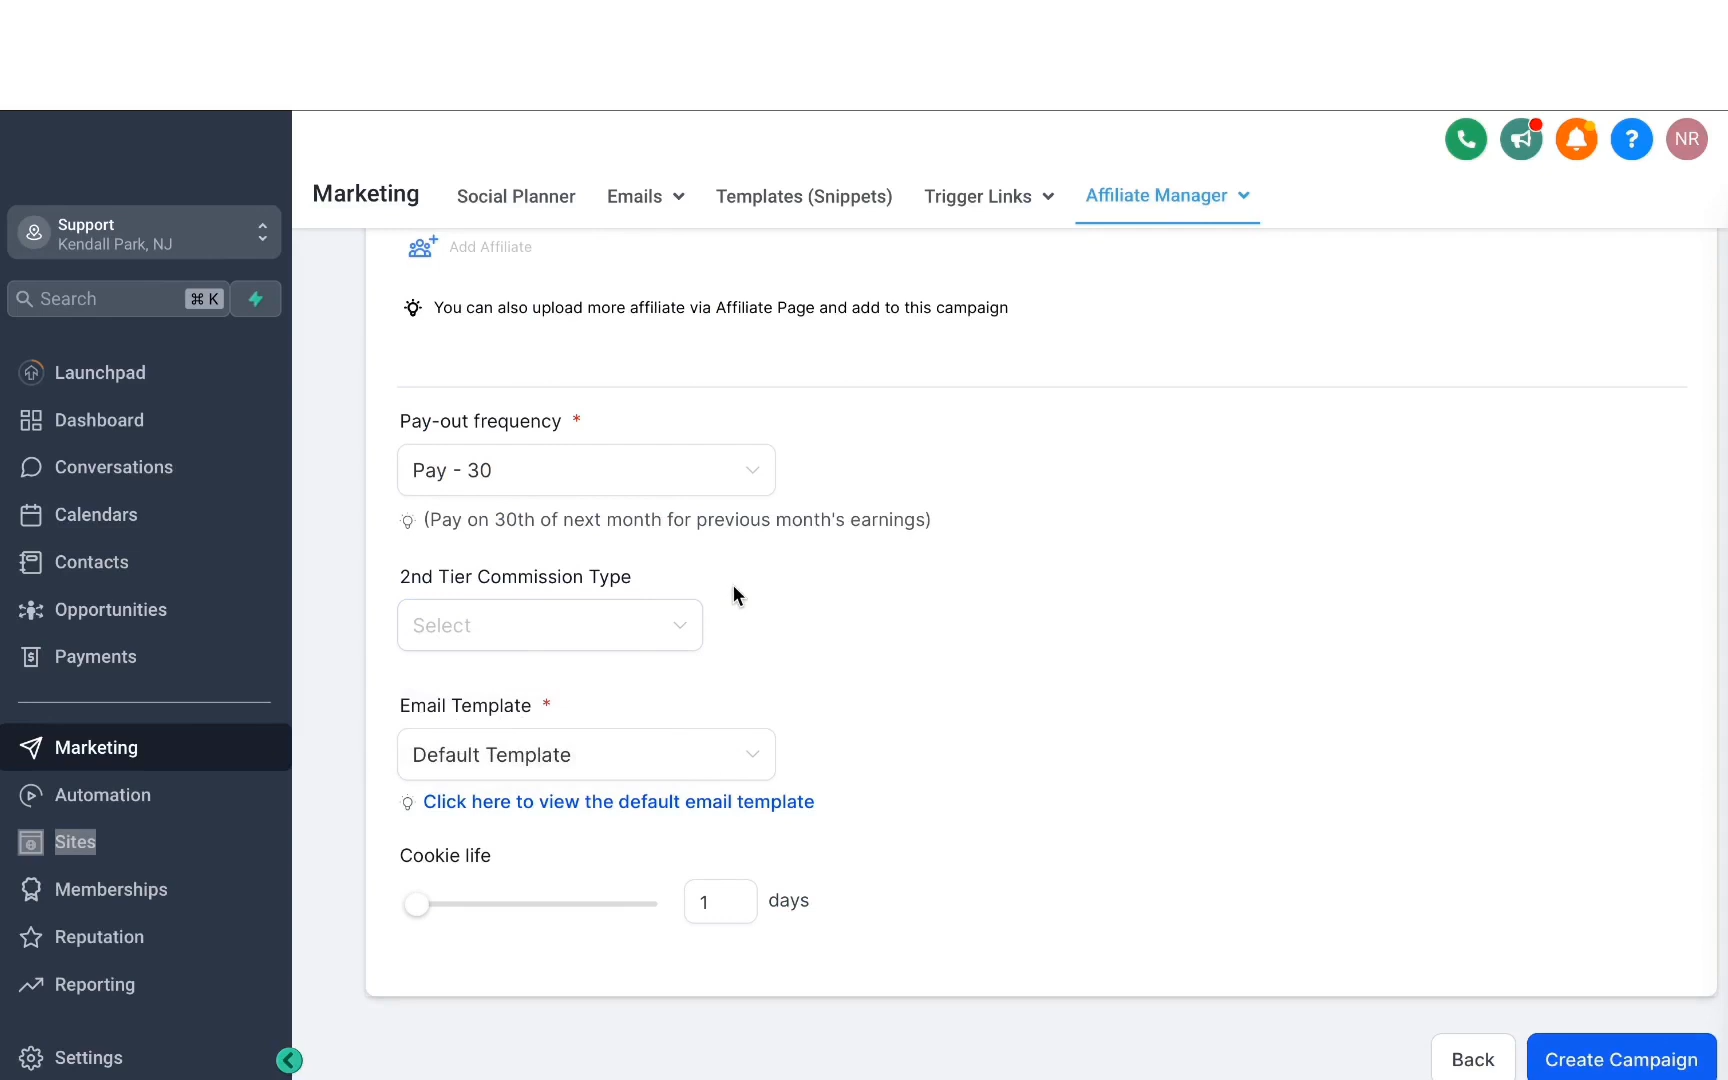 NR
Marketing
Social Planner
Emails
Templates (Snippets)
Trigger Links
Affiliate Manager
Support
Kendall Park, NJ
Search
⌘ K
Launchpad
Dashboard
Conversations
Calendars
Contacts
Opportunities
Payments
Marketing
Automation
Sites
Memberships
Reputation
Reporting
Settings
Add Affiliate
You can also upload more affiliate via Affiliate Page and add to this campaign
Pay-out frequency *
Pay - 30
(Pay on 30th of next month for previous month's earnings)
2nd Tier Commission Type
Select
Email Template *
Default Template
Click here to view the default email template
Cookie life
1 days
Back
Create Campaign